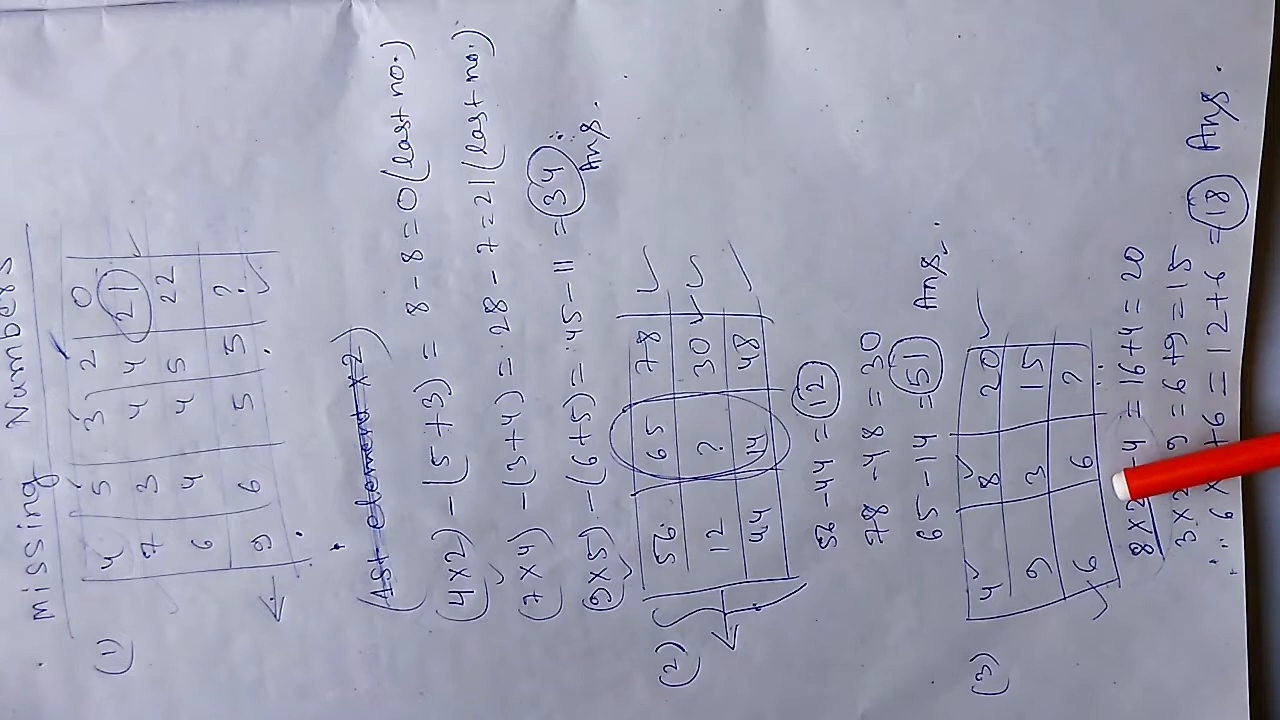 missing Numbers
(1)
4 5 3 2 0
7 3 4 4 21
6 4 4 5 22
9 6 5 5 ?
(1st element x 2)
(4x2) - (5+3) = 8 - 8 = 0 (last no.)
(7x4) - (3+4) = 28 - 7 = 21 (last no.)
(9x5) - (6+5) = 45 - 11 = 34 Ans.
(2)
56 65 78
12 ? 30
44 14 48
56 - 44 = 12
78 - 48 = 30
65 - 14 = 51 Ans.
(3)
4 8 20
9 3 15
6 6 ?
8x2 -4 = 16+4 = 20
3x2 9 = 6+9 = 15
∴ 6x +6 = 12+6 = 18 Ans.